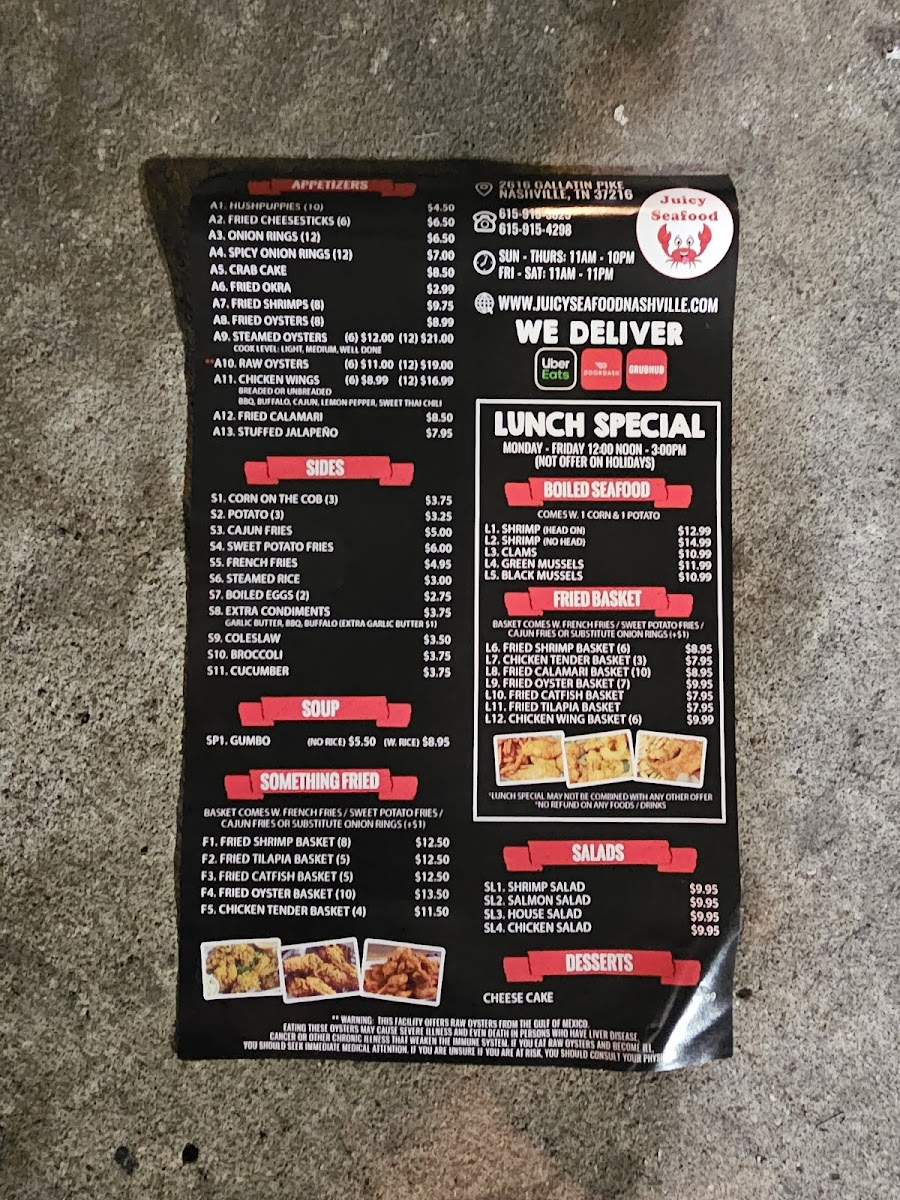 APPETIZERS
A1. HUSHPUPPIES (10) $4.50
A2. FRIED CHEESESTICKS (6) $6.50
A3. ONION RINGS (12) $6.50
A4. SPICY ONION RINGS (12) $7.00
A5. CRAB CAKE $8.50
A6. FRIED OKRA $2.99
A7. FRIED SHRIMPS (8) $9.75
A8. FRIED OYSTERS (8) $8.99
A9. STEAMED OYSTERS (6) $12.00 (12) $21.00
COOK LEVEL: LIGHT, MEDIUM, WELL DONE
**A10. RAW OYSTERS (6) $11.00 (12) $19.00
A11. CHICKEN WINGS (6) $8.99 (12) $16.99
BREADED OR UNBREADED
BBQ, BUFFALO, CAJUN, LEMON PEPPER, SWEET THAI CHILI
A12. FRIED CALAMARI $8.50
A13. STUFFED JALAPEÑO $7.95
SIDES
S1. CORN ON THE COB (3) $3.75
S2. POTATO (3) $3.25
S3. CAJUN FRIES $5.00
S4. SWEET POTATO FRIES $6.00
S5. FRENCH FRIES $4.95
S6. STEAMED RICE $3.00
S7. BOILED EGGS (2) $2.75
S8. EXTRA CONDIMENTS $3.75
GARLIC BUTTER, BBQ, BUFFALO (EXTRA GARLIC BUTTER $1)
S9. COLESLAW $3.50
S10. BROCCOLI $3.75
S11. CUCUMBER $3.75
SOUP
SP1. GUMBO (NO RICE) $5.50 (W. RICE) $8.95
SOMETHING FRIED
BASKET COMES W. FRENCH FRIES / SWEET POTATO FRIES /
CAJUN FRIES OR SUBSTITUTE ONION RINGS (+$1)
F1. FRIED SHRIMP BASKET (8) $12.50
F2. FRIED TILAPIA BASKET (5) $12.50
F3. FRIED CATFISH BASKET (5) $12.50
F4. FRIED OYSTER BASKET (10) $13.50
F5. CHICKEN TENDER BASKET (4) $11.50
2618 GALLATIN PIKE
NASHVILLE, TN 37216
615-915-4298
SUN - THURS: 11AM - 10PM
FRI - SAT: 11AM - 11PM
Juicy
Seafood
WWW.JUICYSEAFOODNASHVILLE.COM
WE DELIVER
Uber
Eats
DOORDASH
GRUBHUB
LUNCH SPECIAL
MONDAY - FRIDAY 12:00 NOON - 3:00PM
(NOT OFFER ON HOLIDAYS)
BOILED SEAFOOD
COMES W. 1 CORN & 1 POTATO
L1. SHRIMP (HEAD ON) $12.99
L2. SHRIMP (NO HEAD) $14.99
L3. CLAMS $10.99
L4. GREEN MUSSELS $11.99
L5. BLACK MUSSELS $10.99
FRIED BASKET
BASKET COMES W. FRENCH FRIES / SWEET POTATO FRIES /
CAJUN FRIES OR SUBSTITUTE ONION RINGS (+$1)
L6. FRIED SHRIMP BASKET (6) $8.95
L7. CHICKEN TENDER BASKET (3) $7.95
L8. FRIED CALAMARI BASKET (10) $8.95
L9. FRIED OYSTER BASKET (7) $9.95
L10. FRIED CATFISH BASKET $7.95
L11. FRIED TILAPIA BASKET $7.95
L12. CHICKEN WING BASKET (6) $9.99
*LUNCH SPECIAL MAY NOT BE COMBINED WITH ANY OTHER OFFER
*NO REFUND ON ANY FOODS / DRINKS
SALADS
SL1. SHRIMP SALAD $9.95
SL2. SALMON SALAD $9.95
SL3. HOUSE SALAD $9.95
SL4. CHICKEN SALAD $9.95
DESSERTS
CHEESE CAKE
** WARNING: THIS FACILITY OFFERS RAW OYSTERS FROM THE GULF OF MEXICO.
EATING THESE OYSTERS MAY CAUSE SEVERE ILLNESS AND EVEN DEATH IN PERSONS WHO HAVE LIVER DISEASE,
CANCER OR OTHER CHRONIC ILLNESS THAT WEAKEN THE IMMUNE SYSTEM. IF YOU EAT RAW OYSTERS AND BECOME ILL,
YOU SHOULD SEEK IMMEDIATE MEDICAL ATTENTION. IF YOU ARE UNSURE IF YOU ARE AT RISK, YOU SHOULD CONSULT YOUR